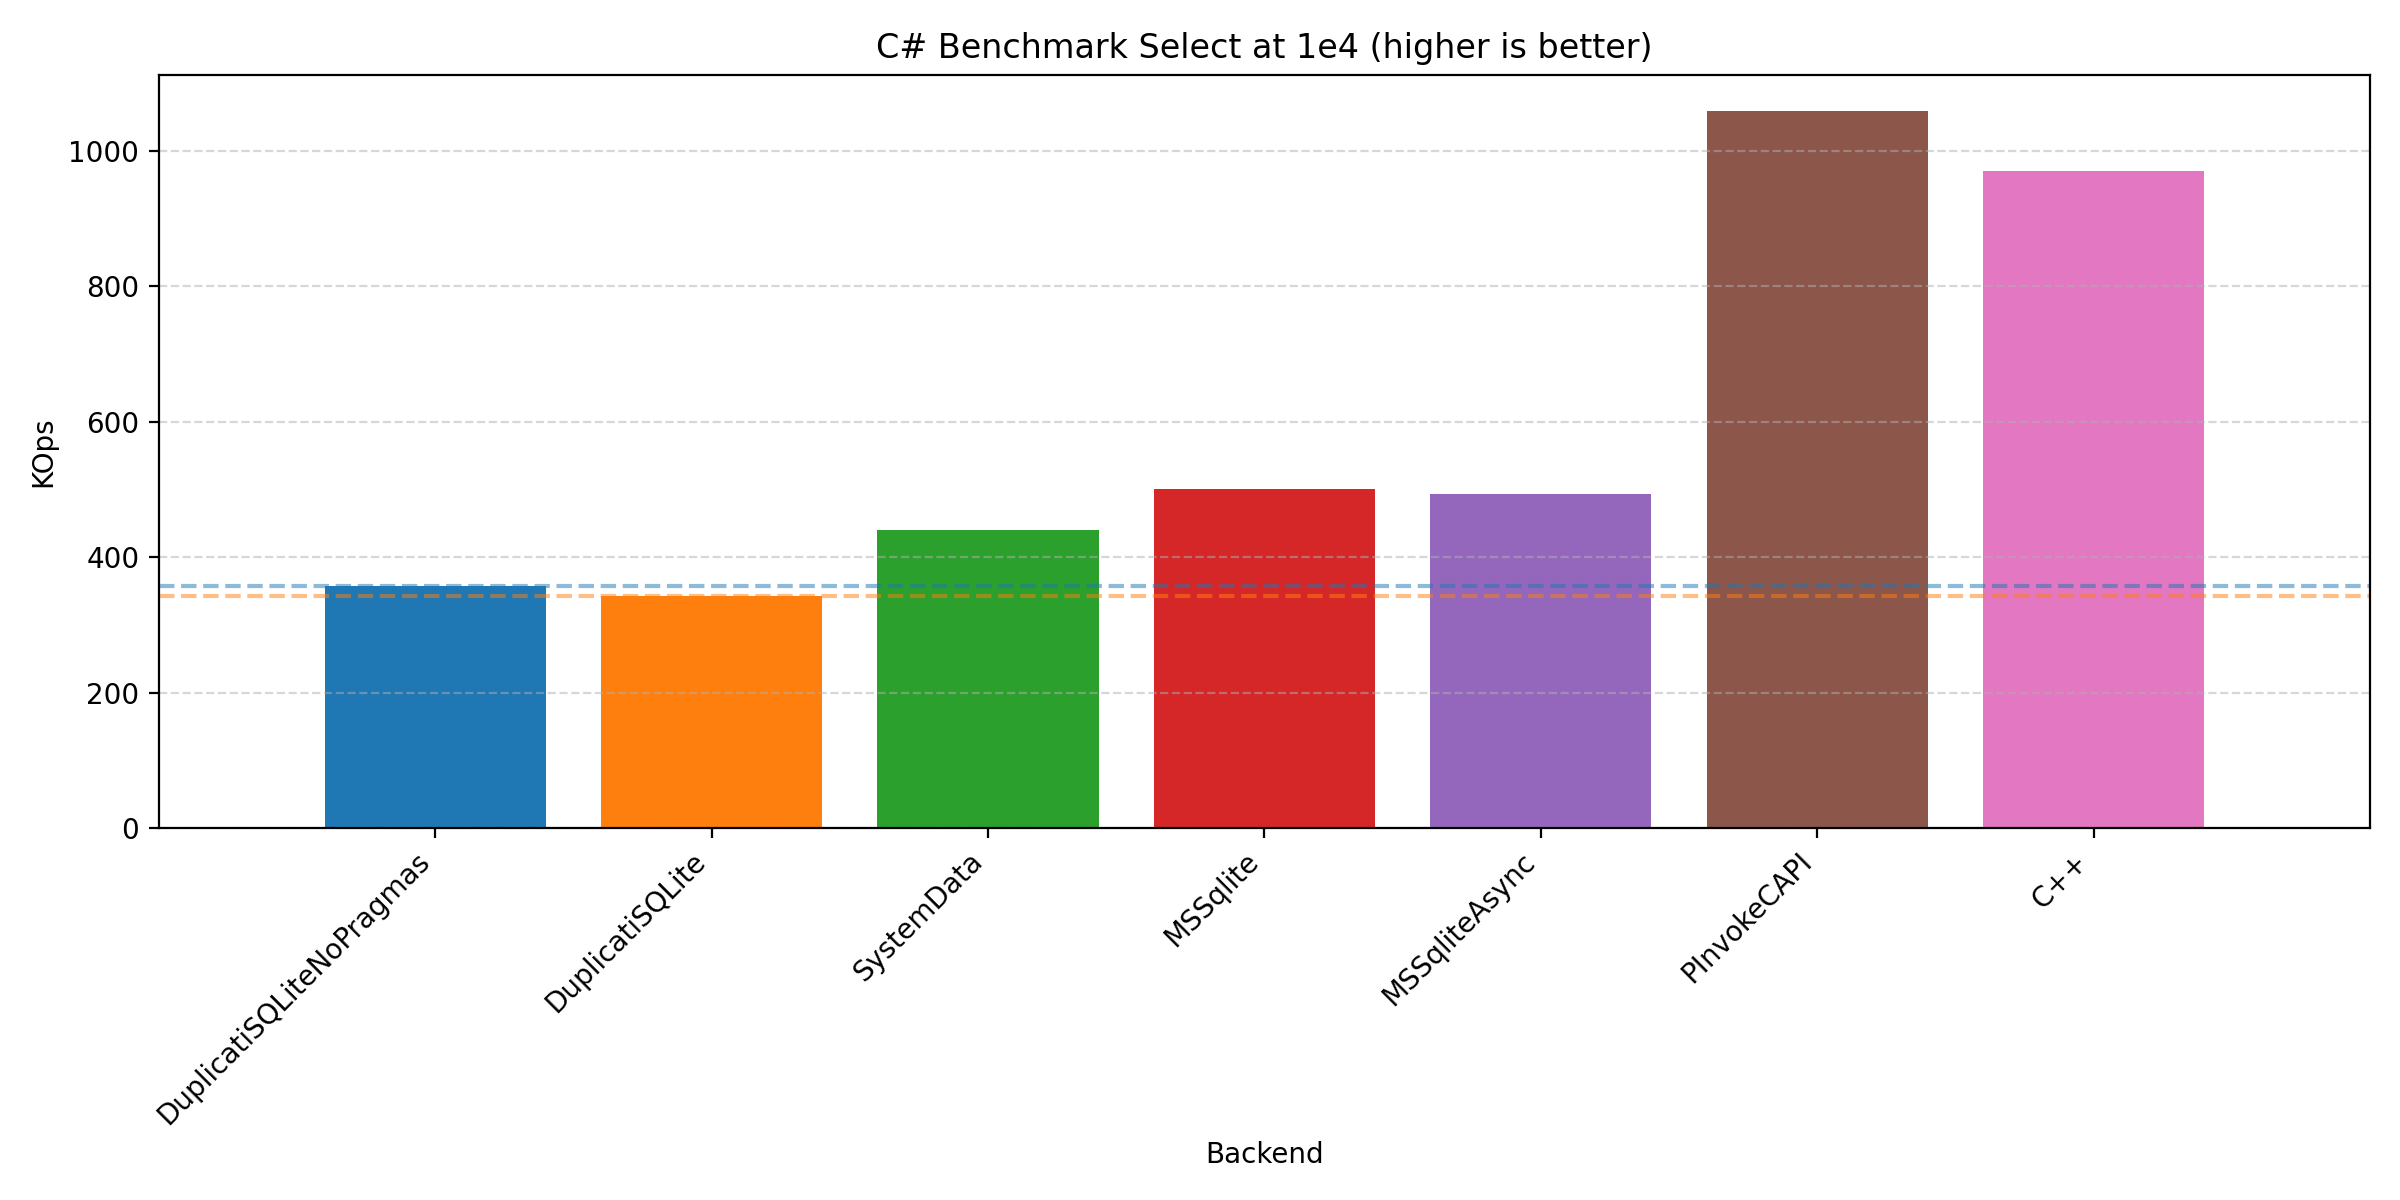 C# Benchmark Select at 1e4 (higher is better)
KOps
1000
800
600
400
200
0
DuplicatiSQLiteNoPragmas
DuplicatiSQLite
SystemData
MSSqlite
MSSqliteAsync
PInvokeCAPI
C++
Backend